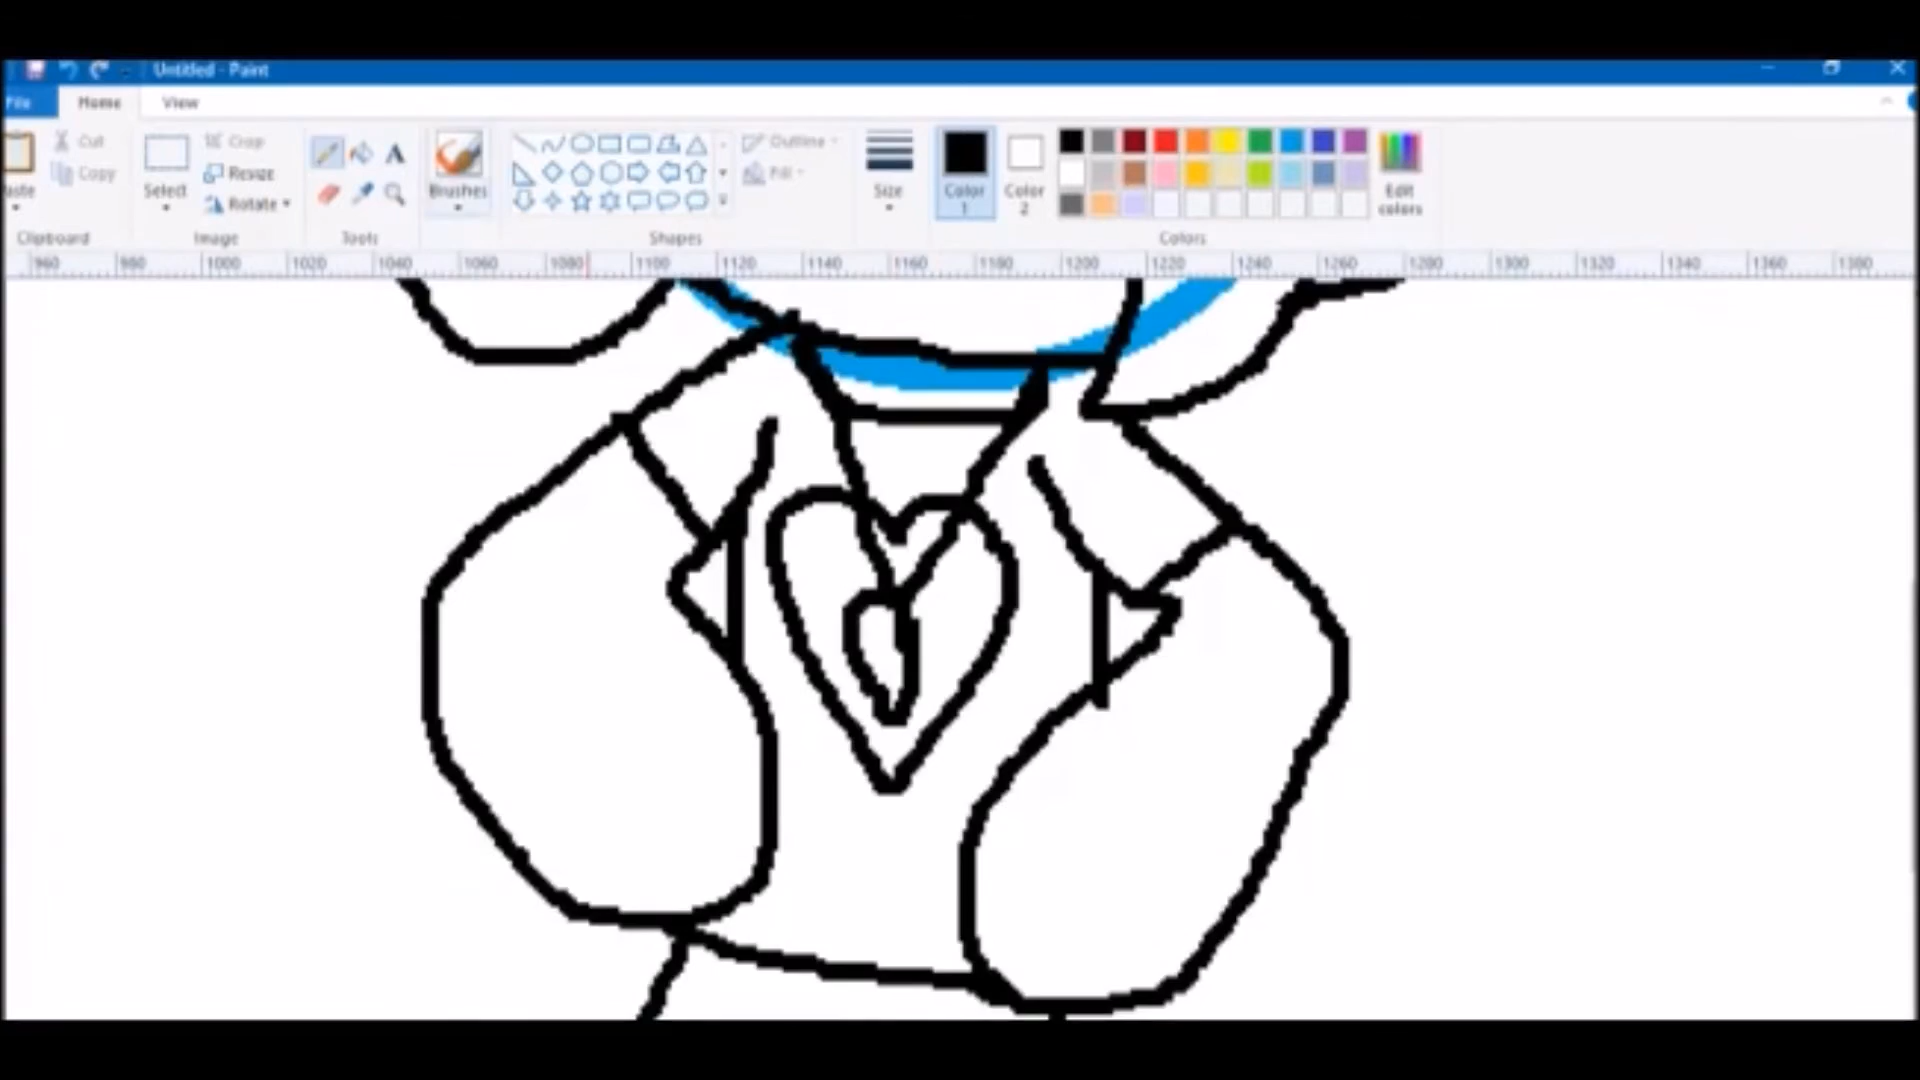 Untitled - Paint
File Home View
Cut
Copy
Clipboard
Select
Crop
Resize
Rotate
Image
A
Tools
Brushes
Shapes
Outline
Fill
Size
Color 1
Color 2
Edit colors
Colors
960 980 1000 1020 1040 1060 1080 1100 1120 1140 1160 1180 1200 1220 1240 1260 1280 1300 1320 1340 1360 1380